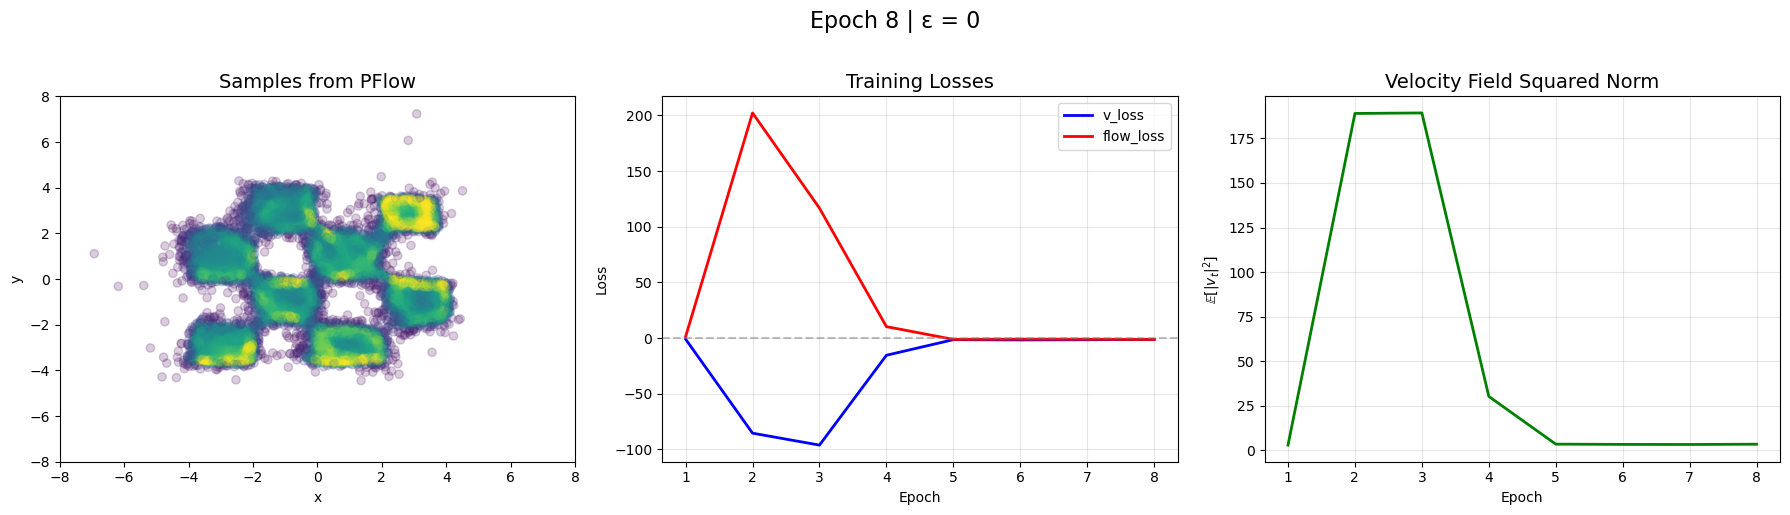 Epoch 8 | ε = 0
Samples from PFlow
8
6
4
2
0
−2
−4
−6
−8
y
−8 −6 −4 −2 0 2 4 6 8
x
Training Losses
v_loss
flow_loss
200
150
100
50
0
−50
−100
Loss
1 2 3 4 5 6 7 8
Epoch
Velocity Field Squared Norm
175
150
125
100
75
50
25
0
𝔼[|v_t|²]
1 2 3 4 5 6 7 8
Epoch